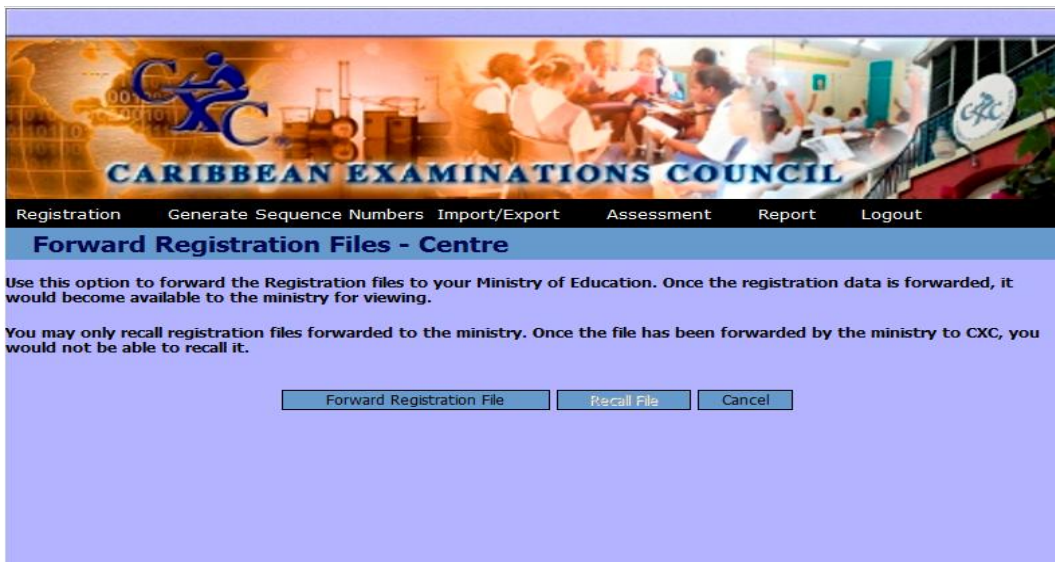 CXC
CXC
CARIBBEAN EXAMINATIONS COUNCIL
Registration Generate Sequence Numbers Import/Export Assessment Report Logout
Forward Registration Files - Centre
Use this option to forward the Registration files to your Ministry of Education. Once the registration data is forwarded, it
would become available to the ministry for viewing.
You may only recall registration files forwarded to the ministry. Once the file has been forwarded by the ministry to CXC, you
would not be able to recall it.
Forward Registration File Recall File Cancel